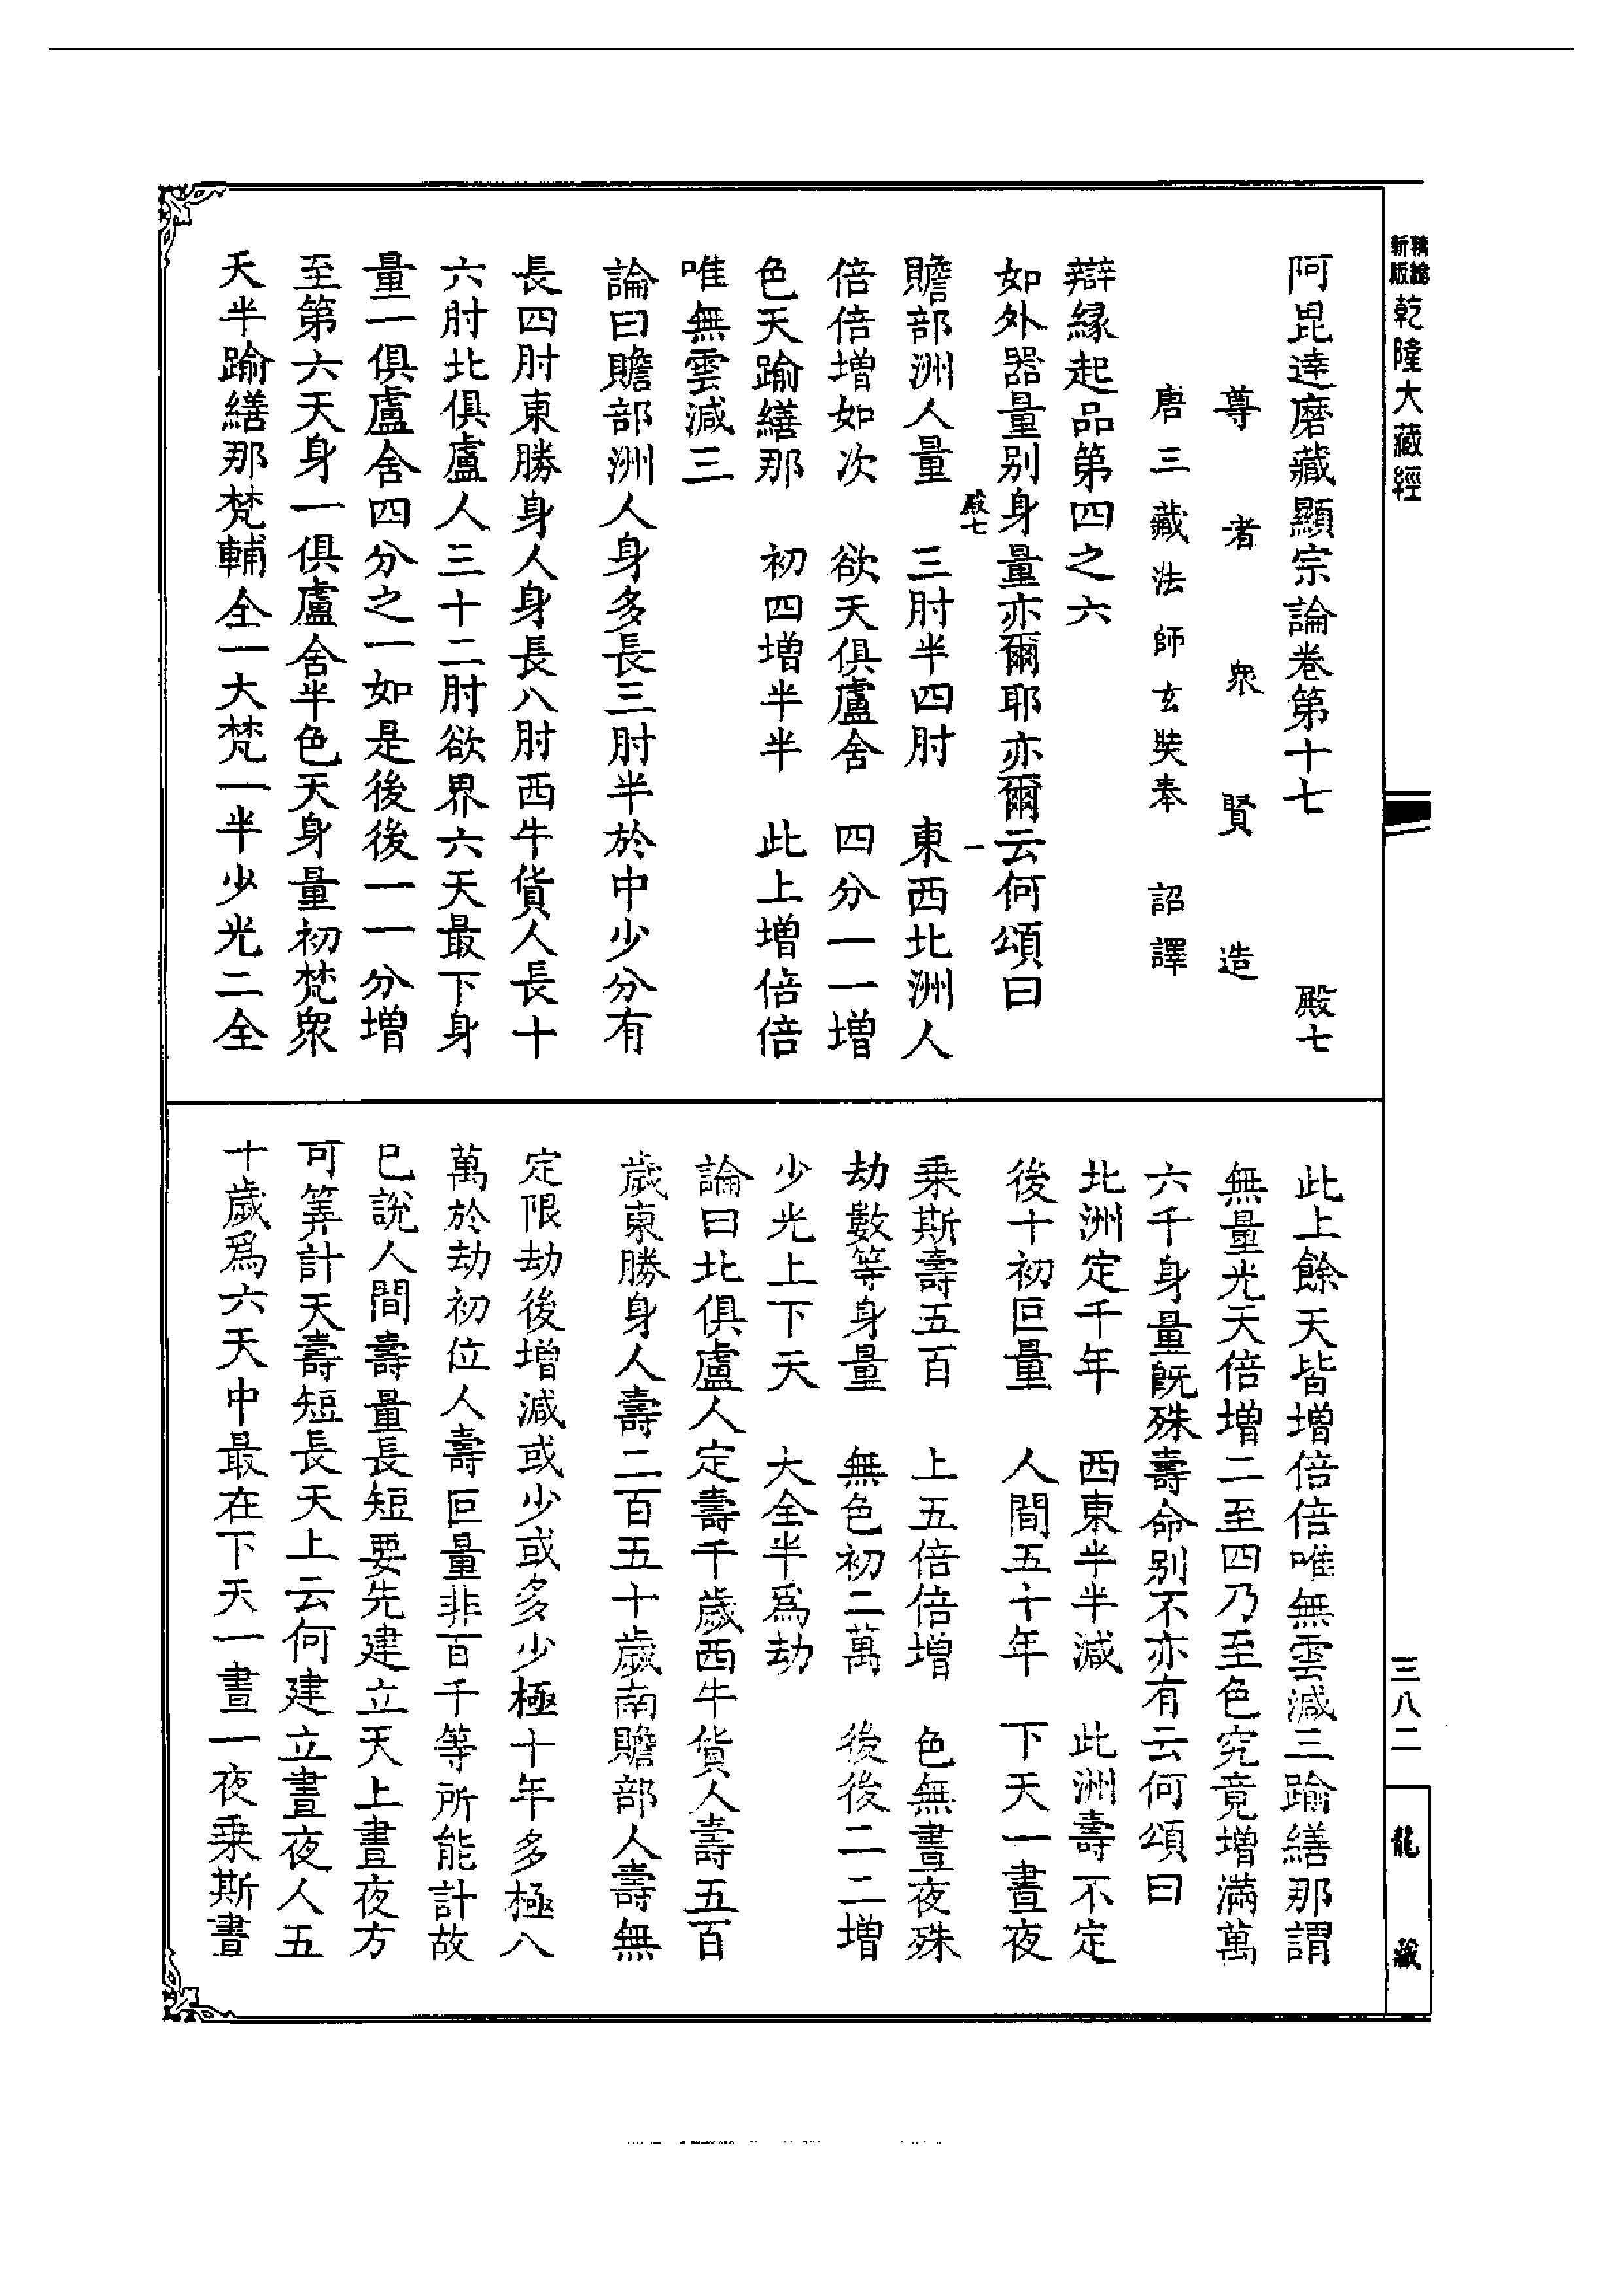 新版 精縮 乾隆大藏經
三八二
龍藏
阿毘達磨藏顯宗論卷第十七 殿七
尊者衆賢造
唐三藏法師玄奘奉 詔譯
辯緣起品第四之六
如外器量別身量亦爾耶亦爾云何頌曰
殿七 一
贍部洲人量 三肘半四肘 東西北洲人
倍倍增如次 欲天俱盧舍 四分一一增
色天踰繕那 初四增半半 此上增倍倍
唯無雲減三
論曰贍部洲人身多長三肘半於中少分有
長四肘東勝身人身長八肘西牛貨人長十
六肘北俱盧人三十二肘欲界六天最下身
量一俱盧舍四分之一如是後後一一分增
至第六天身一俱盧舍半色天身量初梵衆
天半踰繕那梵輔全一大梵一半少光二全
此上餘天皆增倍倍唯無雲減三踰繕那謂
無量光天倍增二至四乃至色究竟增滿萬
六千身量旣殊壽命別不亦有云何頌曰
北洲定千年 西東半半減 此洲壽不定
後十初叵量 人間五十年 下天一晝夜
乘斯壽五百 上五倍倍增 色無晝夜殊
劫數等身量 無色初二萬 後後二二增
少光上下天 大全半爲劫
論曰北俱盧人定壽千歲西牛貨人壽五百
歲東勝身人壽二百五十歲南贍部人壽無
定限劫後增減或少或多少極十年多極八
萬於劫初位人壽叵量非百千等所能計故
已說人間壽量長短要先建立天上晝夜方
可筭計天壽短長天上云何建立晝夜人五
十歲爲六天中最在下天一晝一夜乘斯晝